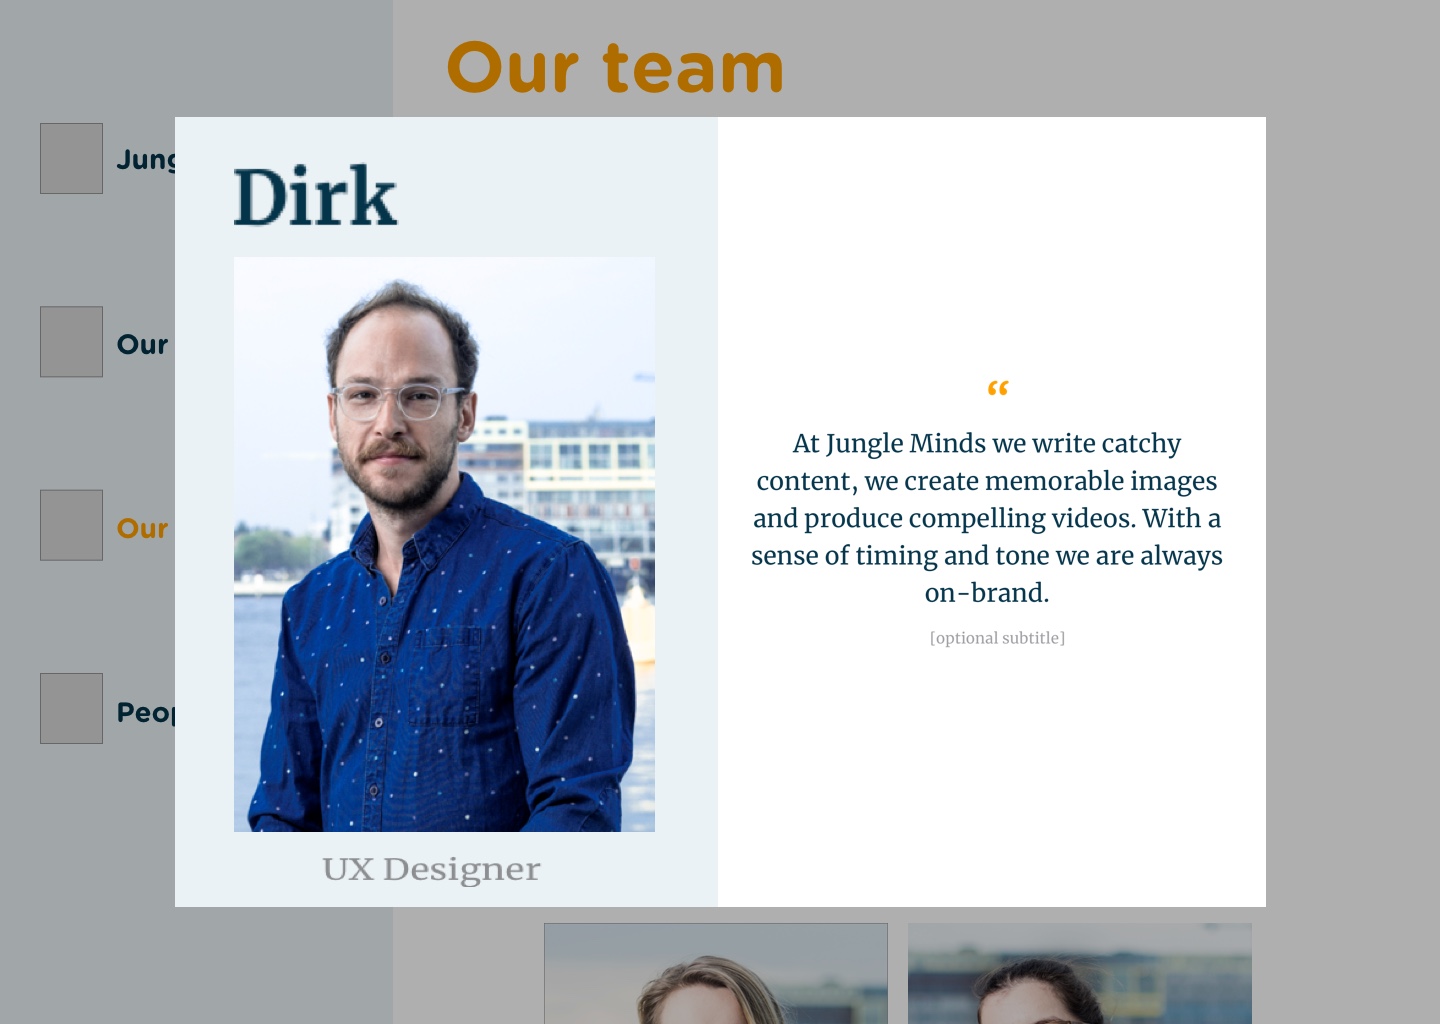 Our team
Jung
Our
Our
Peop
Dirk
UX Designer
“
At Jungle Minds we write catchy
content, we create memorable images
and produce compelling videos. With a
sense of timing and tone we are always
on-brand.
[optional subtitle]